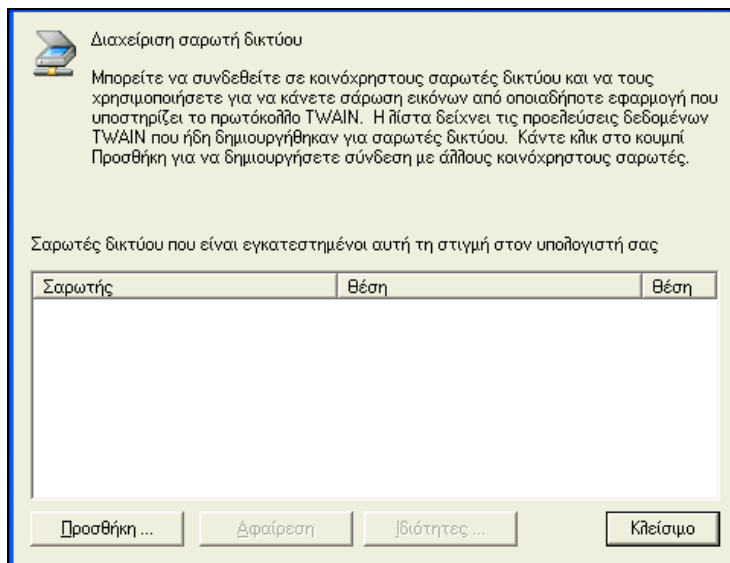 Διαχείριση σαρωτή δικτύου
Μπορείτε να συνδεθείτε σε κοινόχρηστους σαρωτές δικτύου και να τους
χρησιμοποιήσετε για να κάνετε σάρωση εικόνων από οποιαδήποτε εφαρμογή που
υποστηρίζει το πρωτόκολλο TWAIN. Η λίστα δείχνει τις προελεύσεις δεδομένων
TWAIN που ήδη δημιουργήθηκαν για σαρωτές δικτύου. Κάντε κλικ στο κουμπί
Προσθήκη για να δημιουργήσετε σύνδεση με άλλους κοινόχρηστους σαρωτές.
Σαρωτές δικτύου που είναι εγκατεστημένοι αυτή τη στιγμή στον υπολογιστή σας
Σαρωτής Θέση Θέση
Προσθήκη ... Αφαίρεση Ιδιότητες ... Κλείσιμο